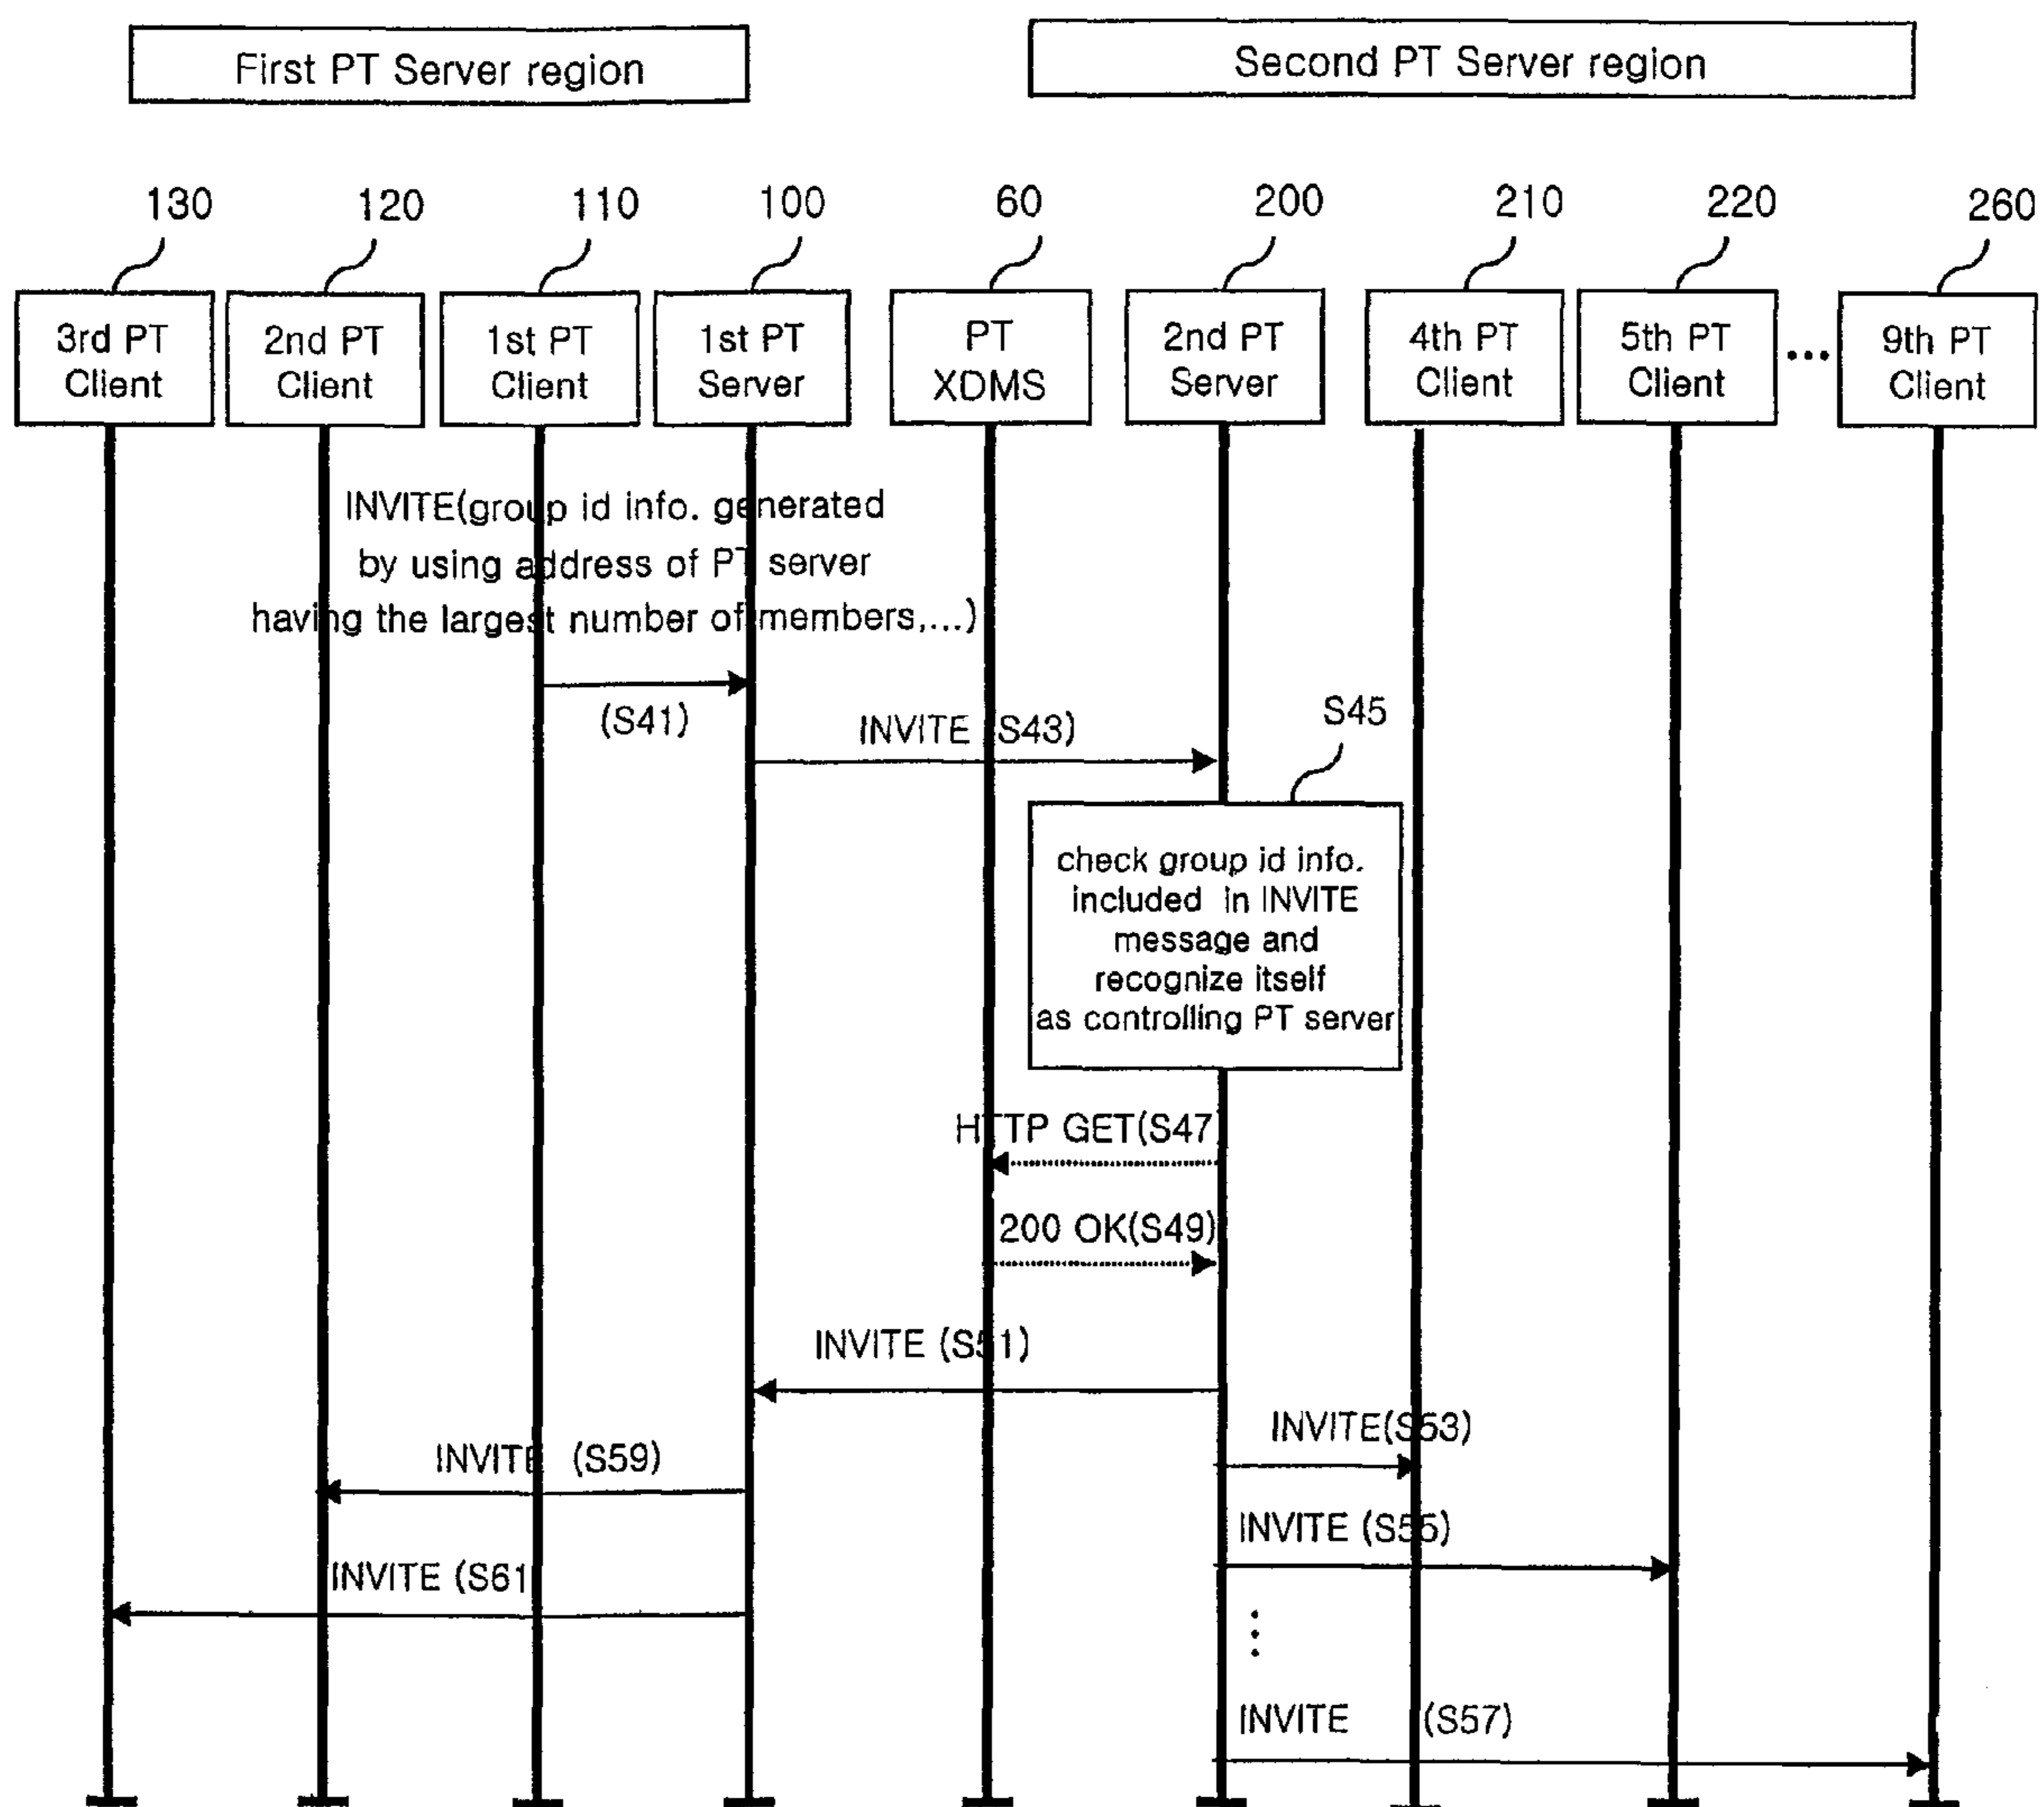 First PT Server region
Second PT Server region
130
120
110
100
60
200
210
220
260
3rd PT
Client
2nd PT
Client
1st PT
Client
1st PT
Server
PT
XDMS
2nd PT
Server
4th PT
Client
5th PT
Client
...
9th PT
Client
INVITE(group id info. generated
by using address of PT server
having the largest number of members,...)
(S41)
INVITE (S43)
S45
check group id info.
included in INVITE
message and
recognize itself
as controlling PT server
HTTP GET(S47
200 OK(S49)
INVITE (S51)
INVITE(S53)
INVITE (S59)
INVITE (S55)
INVITE (S61
INVITE (S57)